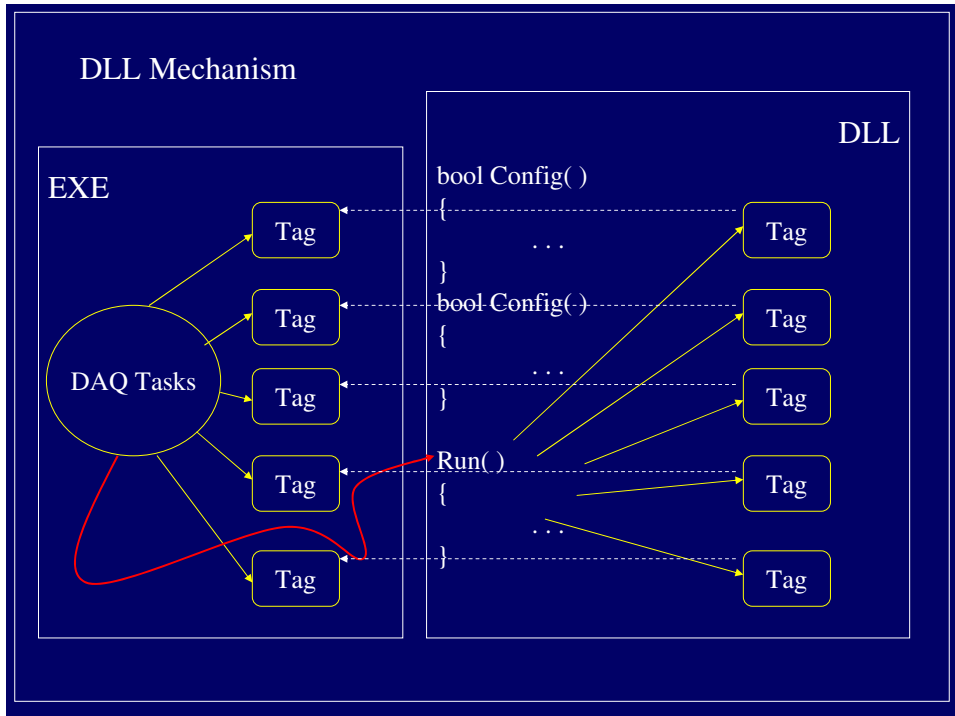 DLL Mechanism
EXE
Tag
Tag
DAQ Tasks
Tag
Tag
Tag
DLL
bool Config( )
{
. . .
}
bool Config( )
{
. . .
}
Run( )
{
. . .
}
Tag
Tag
Tag
Tag
Tag